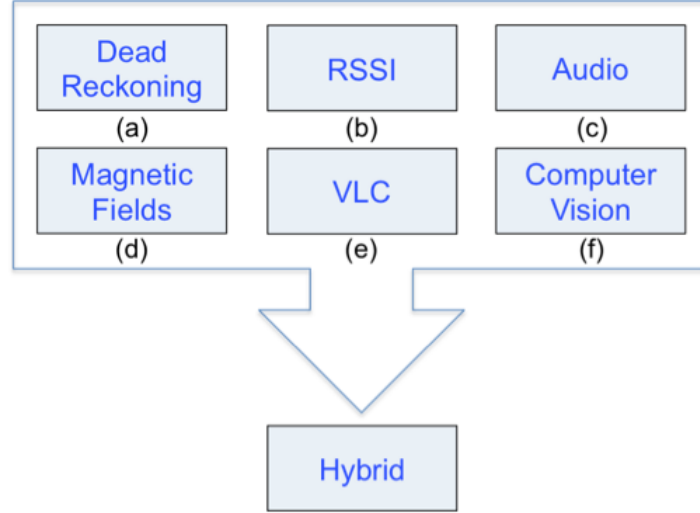 Dead
Reckoning
RSSI
Audio
(a)
(b)
(c)
Magnetic
Fields
VLC
Computer
Vision
(d)
(e)
(f)
Hybrid